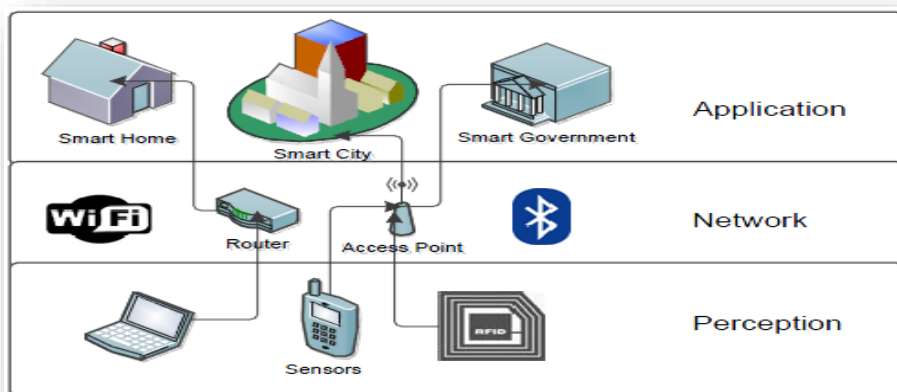 Smart Home
Smart City
Smart Government
Application
WiFi
Router
Access Point
Network
Sensors
RFID
Perception